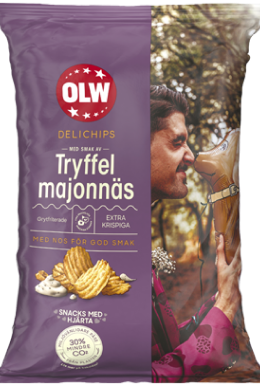 OLW
DELICHIPS
MED SMAK AV
Tryffel
majonnäs
Grytfriterade
EXTRA
KRISPIGA
MED NOS FÖR GOD SMAK
SNACKS MED
HJÄRTA
30%
MINDRE
CO2